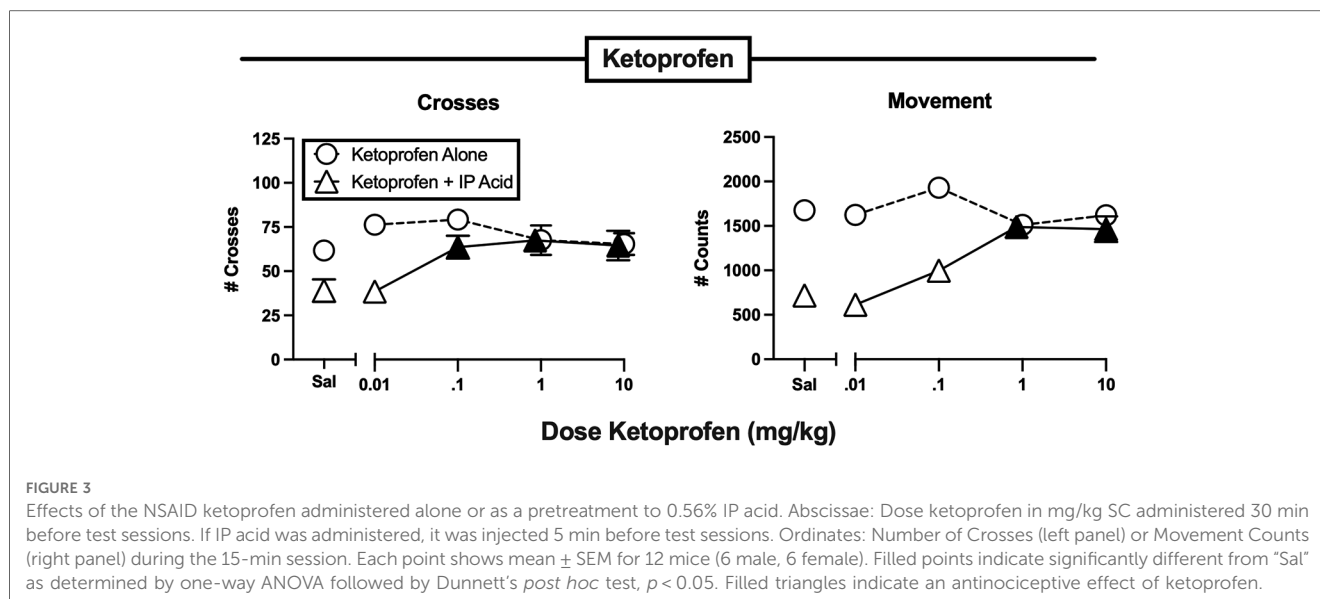 Ketoprofen
Crosses
# Crosses
125
100
75
50
25
0
Ketoprofen Alone
Ketoprofen + IP Acid
Sal
0.01
.1
1
10
Movement
# Counts
2500
2000
1500
1000
500
0
Sal
.01
.1
1
10
Dose Ketoprofen (mg/kg)
FIGURE 3
Effects of the NSAID ketoprofen administered alone or as a pretreatment to 0.56% IP acid. Abscissae: Dose ketoprofen in mg/kg SC administered 30 min
before test sessions. If IP acid was administered, it was injected 5 min before test sessions. Ordinates: Number of Crosses (left panel) or Movement Counts
(right panel) during the 15-min session. Each point shows mean ± SEM for 12 mice (6 male, 6 female). Filled points indicate significantly different from “Sal”
as determined by one-way ANOVA followed by Dunnett’s post hoc test, p < 0.05. Filled triangles indicate an antinociceptive effect of ketoprofen.